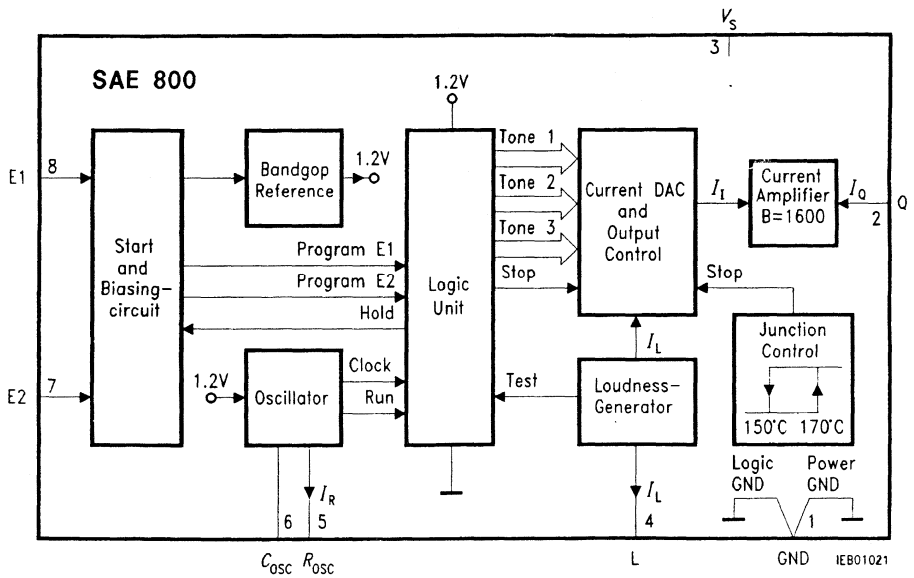 V_S
3
SAE 800
1.2V
1.2V
E1
8
Bandgop
Reference
Tone 1
Tone 2
Tone 3
Stop
Current DAC
and
Output
Control
I_I
Current
Amplifier
B=1600
I_Q
2
Q
Start
and
Biasing-
circuit
Program E1
Program E2
Hold
Logic
Unit
Stop
Junction
Control
150°C
170°C
E2
7
1.2V
Oscillator
Clock
Run
Test
I_L
Loudness-
Generator
I_R
I_L
Logic
GND
Power
GND
6
5
4
1
C_OSC
R_OSC
L
GND
IEB01021